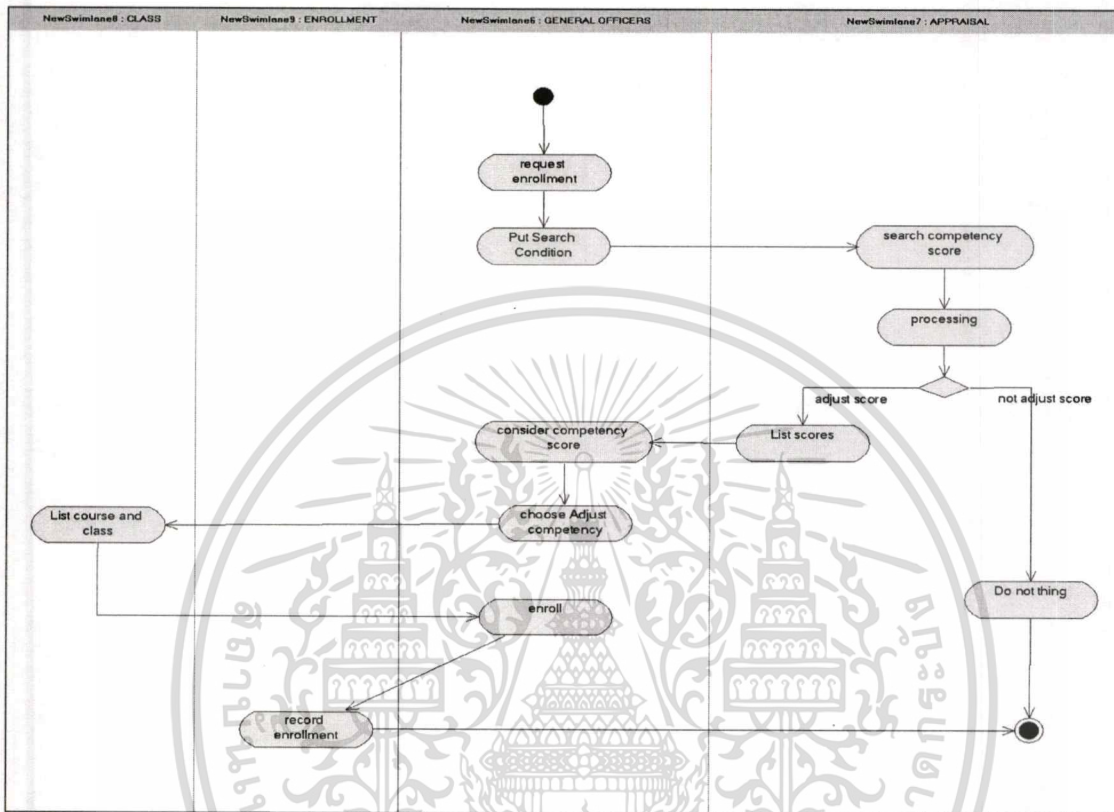 NewSwimlane8 : CLASS
NewSwimlane9 : ENROLLMENT
NewSwimlane6 : GENERAL OFFICERS
NewSwimlane7 : APPRAISAL
request
enrollment
Put Search
Condition
search competency
score
processing
adjust score
not adjust score
List scores
consider competency
score
choose Adjust
competency
List course and
class
enroll
Do not thing
record
enrollment